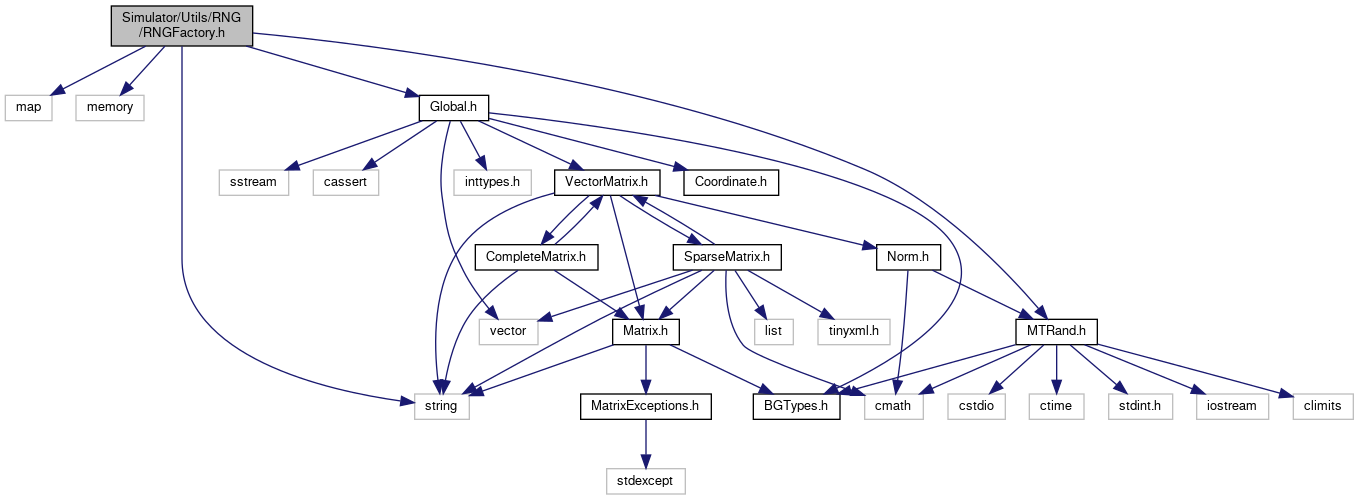 Simulator/Utils/RNG
/RNGFactory.h
map
memory
Global.h
sstream
cassert
inttypes.h
VectorMatrix.h
Coordinate.h
CompleteMatrix.h
SparseMatrix.h
Norm.h
vector
Matrix.h
list
tinyxml.h
MTRand.h
string
MatrixExceptions.h
BGTypes.h
cmath
cstdio
ctime
stdint.h
iostream
climits
stdexcept